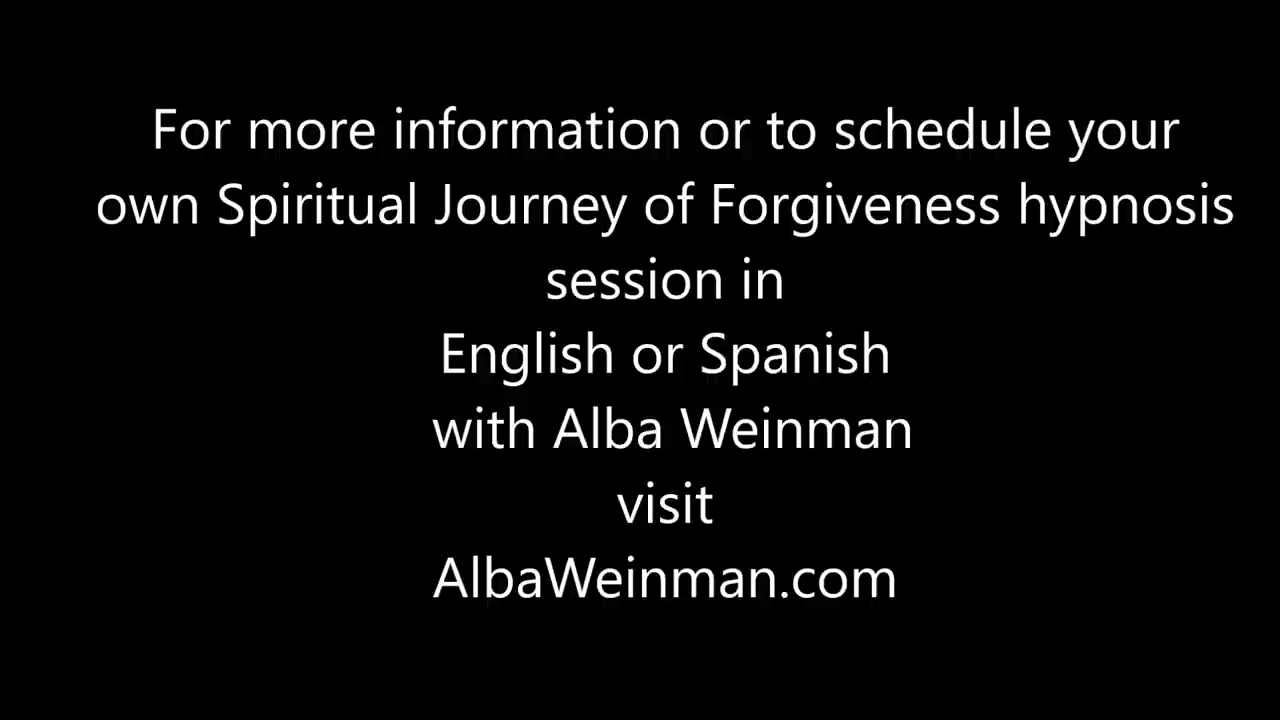 For more information or to schedule your
own Spiritual Journey of Forgiveness hypnosis
session in
English or Spanish
with Alba Weinman
visit
AlbaWeinman.com